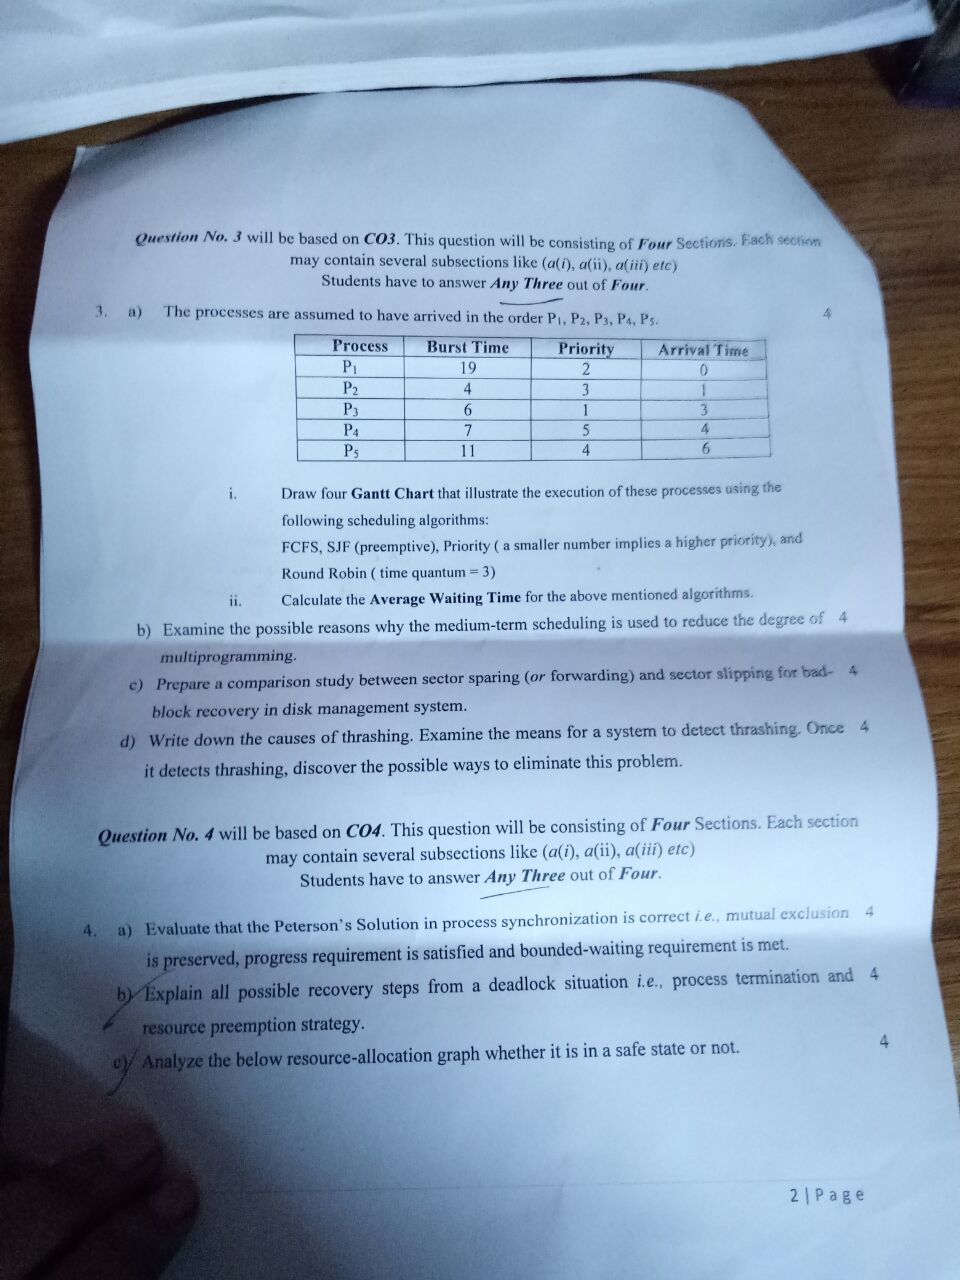 Question No. 3 will be based on CO3. This question will be consisting of Four Sections. Each section
may contain several subsections like (a(i), a(ii), a(iii) etc)
Students have to answer Any Three out of Four.
3. a) The processes are assumed to have arrived in the order P1, P2, P3, P4, P5. 4
Process Burst Time Priority Arrival Time
P1 19 2 0
P2 4 3 1
P3 6 1 3
P4 7 5 4
P5 11 4 6
i. Draw four Gantt Chart that illustrate the execution of these processes using the
following scheduling algorithms:
FCFS, SJF (preemptive), Priority ( a smaller number implies a higher priority), and
Round Robin ( time quantum = 3)
ii. Calculate the Average Waiting Time for the above mentioned algorithms.
b) Examine the possible reasons why the medium-term scheduling is used to reduce the degree of 4
multiprogramming.
c) Prepare a comparison study between sector sparing (or forwarding) and sector slipping for bad- 4
block recovery in disk management system.
d) Write down the causes of thrashing. Examine the means for a system to detect thrashing. Once 4
it detects thrashing, discover the possible ways to eliminate this problem.
Question No. 4 will be based on CO4. This question will be consisting of Four Sections. Each section
may contain several subsections like (a(i), a(ii), a(iii) etc)
Students have to answer Any Three out of Four.
4. a) Evaluate that the Peterson's Solution in process synchronization is correct i.e., mutual exclusion 4
is preserved, progress requirement is satisfied and bounded-waiting requirement is met.
b) Explain all possible recovery steps from a deadlock situation i.e., process termination and 4
resource preemption strategy.
c) Analyze the below resource-allocation graph whether it is in a safe state or not. 4
2 | P a g e